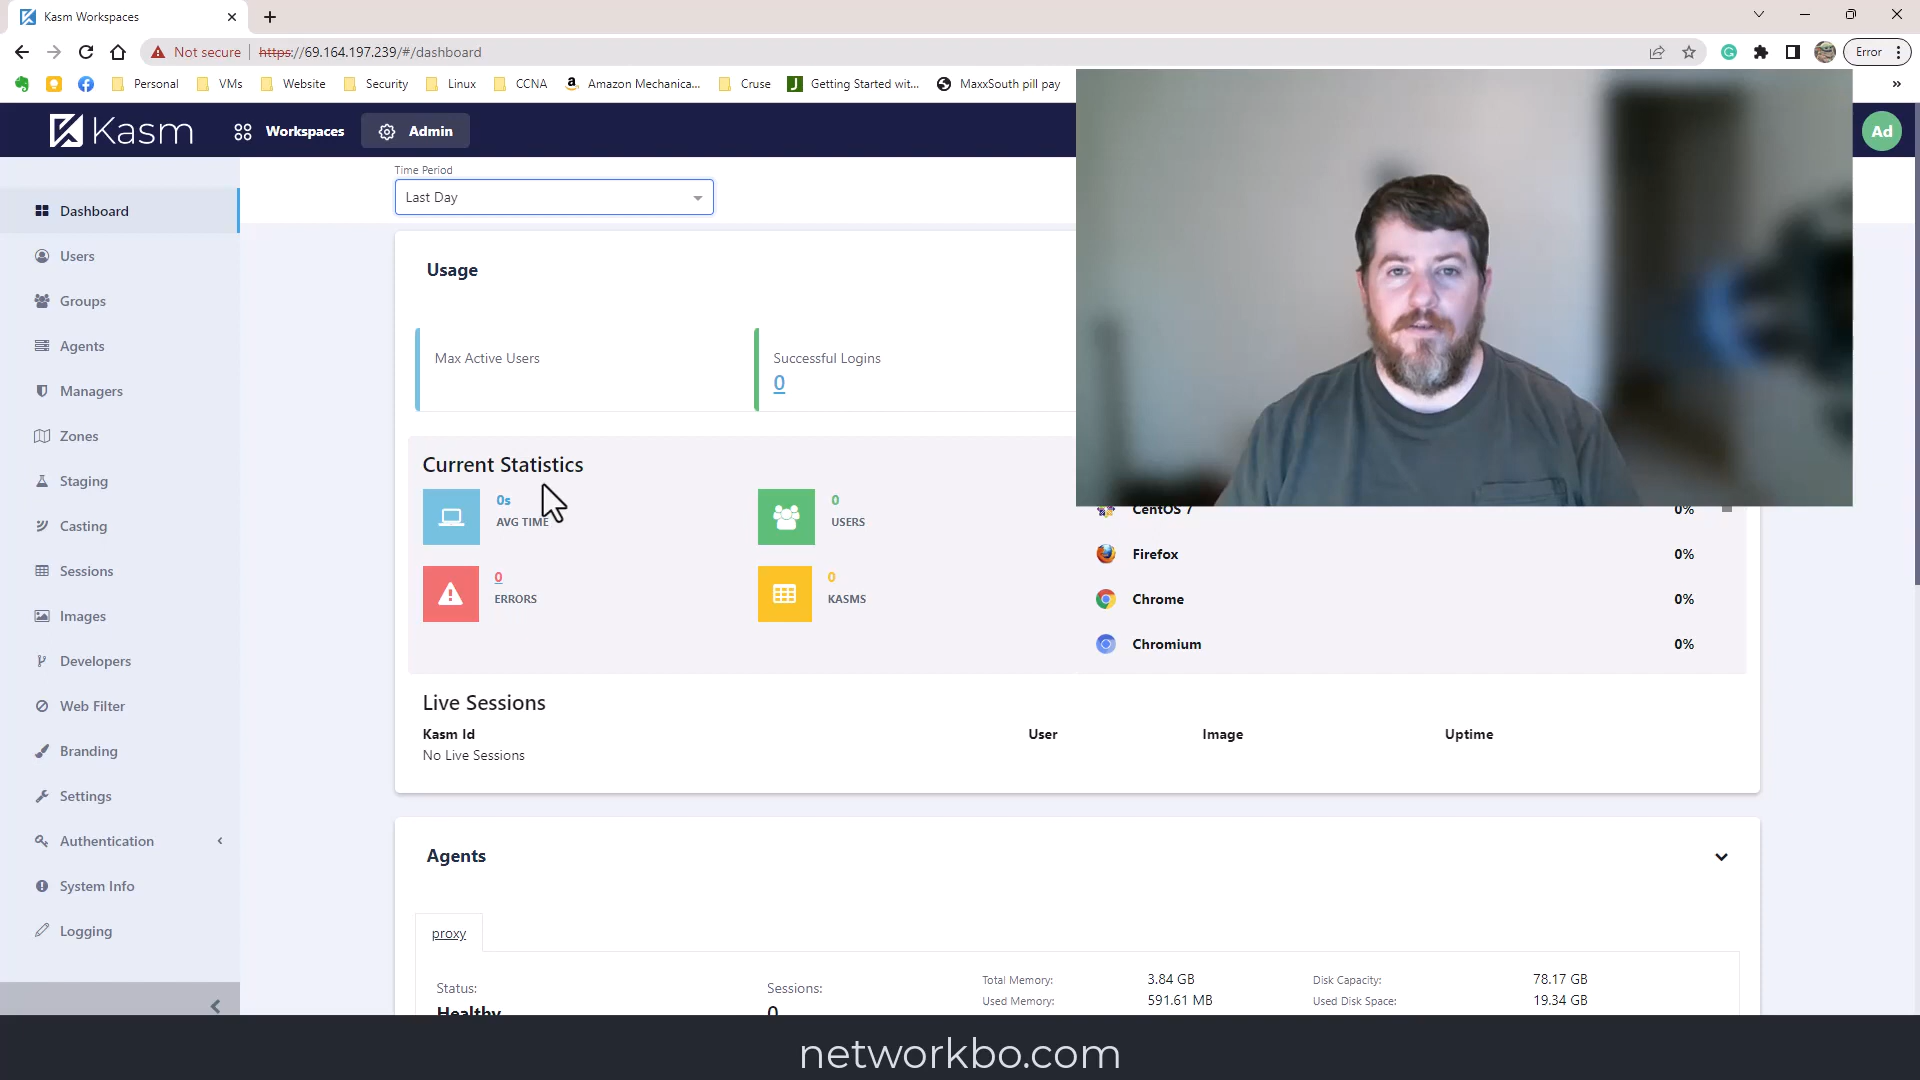 Kasm Workspaces
Not secure
https://69.164.197.239/#/dashboard
Error
Personal
VMs
Website
Security
Linux
CCNA
Amazon Mechanica...
Cruse
Getting Started wit...
MaxxSouth pill pay
»
Kasm
Workspaces
Admin
Ad
Time Period
Last Day
Dashboard
Users
Groups
Agents
Managers
Zones
Staging
Casting
Sessions
Images
Developers
Web Filter
Branding
Settings
Authentication
System Info
Logging
Usage
Max Active Users
Successful Logins
0
Current Statistics
0s
AVG TIME
0
USERS
0
ERRORS
0
KASMS
CentOS 7 0%
Firefox 0%
Chrome 0%
Chromium 0%
Live Sessions
Kasm Id User Image Uptime
No Live Sessions
Agents
proxy
Status:
Healthy
Sessions:
0
Total Memory: 3.84 GB
Used Memory: 591.61 MB
Disk Capacity: 78.17 GB
Used Disk Space: 19.34 GB
networkbo.com